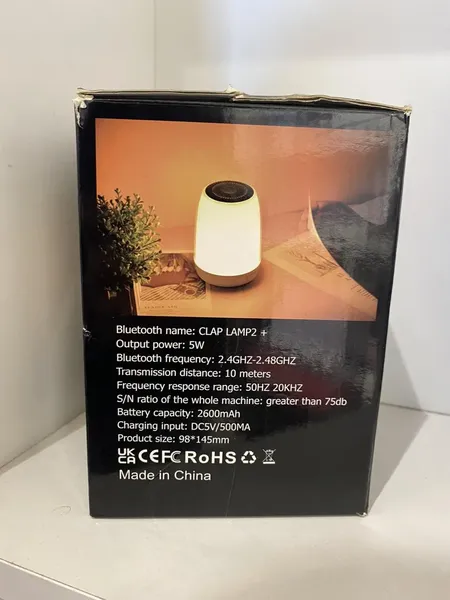 Bluetooth name: CLAP LAMP2 +
Output power: 5W
Bluetooth frequency: 2.4GHZ-2.48GHZ
Transmission distance: 10 meters
Frequency response range: 50HZ 20KHZ
S/N ratio of the whole machine: greater than 75db
Battery capacity: 2600mAh
Charging input: DC5V/500MA
Product size: 98*145mm
UK CA CE FC RoHS
Made in China